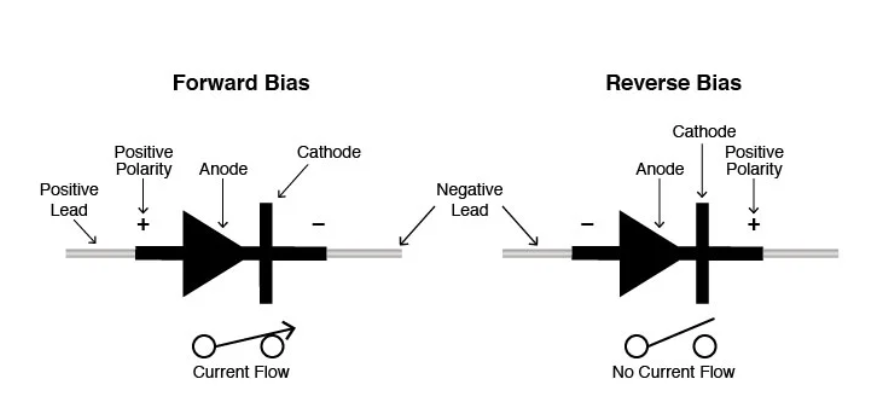 Forward Bias
Positive
Polarity
Anode
Cathode
Positive
Lead
+
–
Current Flow
Negative
Lead
Reverse Bias
Cathode
Positive
Polarity
Anode
–
+
No Current Flow